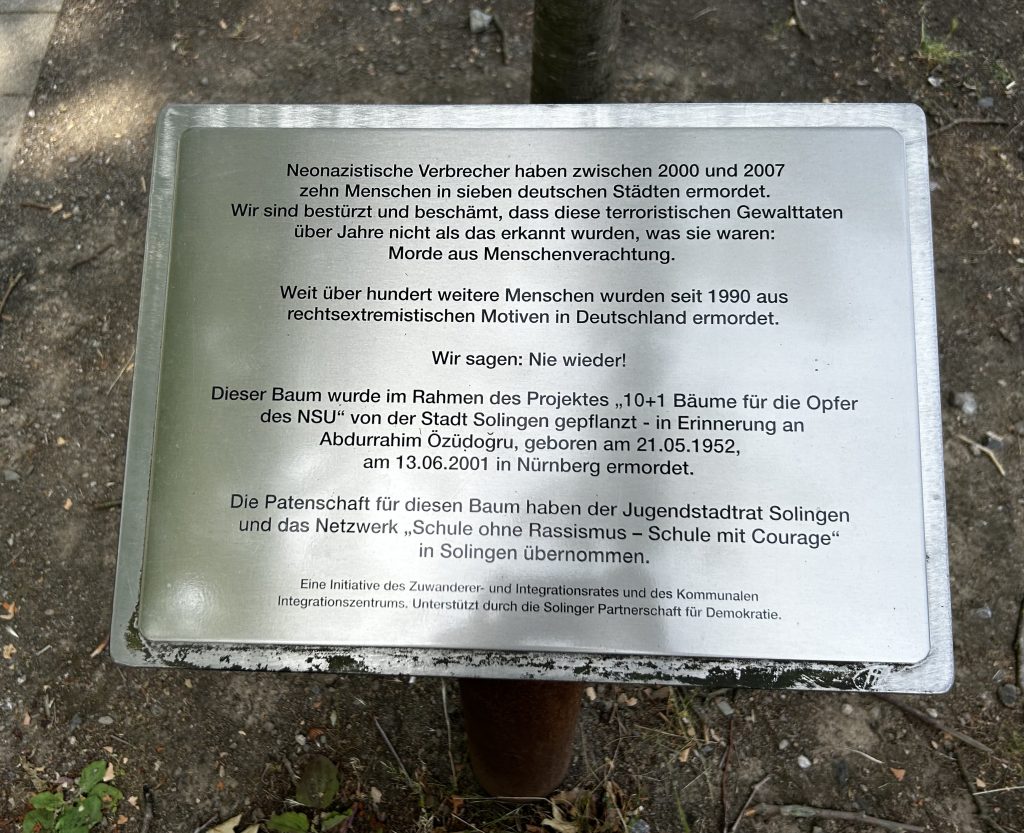 Neonazistische Verbrecher haben zwischen 2000 und 2007
zehn Menschen in sieben deutschen Städten ermordet.
Wir sind bestürzt und beschämt, dass diese terroristischen Gewalttaten
über Jahre nicht als das erkannt wurden, was sie waren:
Morde aus Menschenverachtung.
Weit über hundert weitere Menschen wurden seit 1990 aus
rechtsextremistischen Motiven in Deutschland ermordet.
Wir sagen: Nie wieder!
Dieser Baum wurde im Rahmen des Projektes „10+1 Bäume für die Opfer
des NSU“ von der Stadt Solingen gepflanzt - in Erinnerung an
Abdurrahim Özüdoğru, geboren am 21.05.1952,
am 13.06.2001 in Nürnberg ermordet.
Die Patenschaft für diesen Baum haben der Jugendstadtrat Solingen
und das Netzwerk „Schule ohne Rassismus – Schule mit Courage“
in Solingen übernommen.
Eine Initiative des Zuwanderer- und Integrationsrates und des Kommunalen
Integrationszentrums. Unterstützt durch die Solinger Partnerschaft für Demokratie.